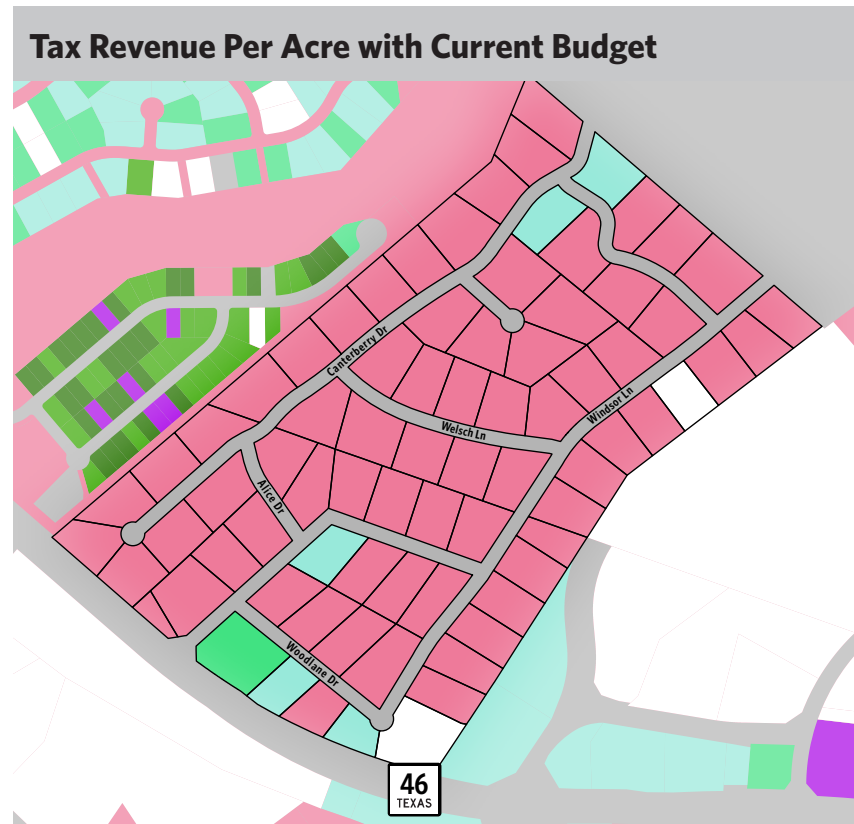 Tax Revenue Per Acre with Current Budget
Canterberry Dr
Windsor Ln
Welsch Ln
Alice Dr
Woodlane Dr
46
TEXAS